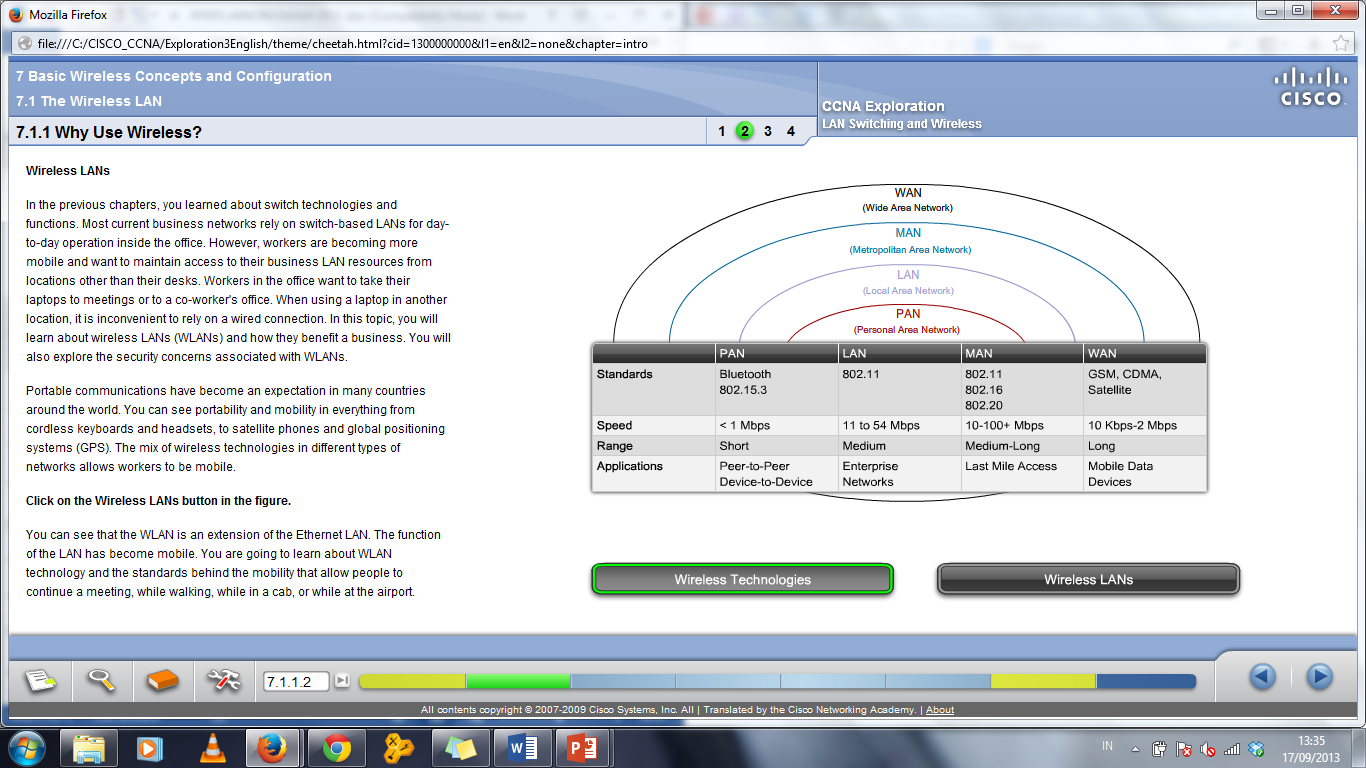 Mozilla Firefox
file:///C:/CISCO_CCNA/Exploration3English/theme/cheetah.html?cid=1300000000&l1=en&l2=none&chapter=intro
7 Basic Wireless Concepts and Configuration
7.1 The Wireless LAN
CCNA Exploration
LAN Switching and Wireless
CISCO
7.1.1 Why Use Wireless?
1 2 3 4
Wireless LANs
In the previous chapters, you learned about switch technologies and
functions. Most current business networks rely on switch-based LANs for day-
to-day operation inside the office. However, workers are becoming more
mobile and want to maintain access to their business LAN resources from
locations other than their desks. Workers in the office want to take their
laptops to meetings or to a co-worker's office. When using a laptop in another
location, it is inconvenient to rely on a wired connection. In this topic, you will
learn about wireless LANs (WLANs) and how they benefit a business. You will
also explore the security concerns associated with WLANs.
Portable communications have become an expectation in many countries
around the world. You can see portability and mobility in everything from
cordless keyboards and headsets, to satellite phones and global positioning
systems (GPS). The mix of wireless technologies in different types of
networks allows workers to be mobile.
Click on the Wireless LANs button in the figure.
You can see that the WLAN is an extension of the Ethernet LAN. The function
of the LAN has become mobile. You are going to learn about WLAN
technology and the standards behind the mobility that allow people to
continue a meeting, while walking, while in a cab, or while at the airport.
WAN
(Wide Area Network)
MAN
(Metropolitan Area Network)
LAN
(Local Area Network)
PAN
(Personal Area Network)
PAN LAN MAN WAN
Standards Bluetooth 802.11 802.11 GSM, CDMA,
802.15.3 802.16 Satellite
802.20
Speed < 1 Mbps 11 to 54 Mbps 10-100+ Mbps 10 Kbps-2 Mbps
Range Short Medium Medium-Long Long
Applications Peer-to-Peer Enterprise Last Mile Access Mobile Data
Device-to-Device Networks Devices
Wireless Technologies
Wireless LANs
7.1.1.2
All contents copyright © 2007-2009 Cisco Systems, Inc. All | Translated by the Cisco Networking Academy. | About
IN
13:35
17/09/2013